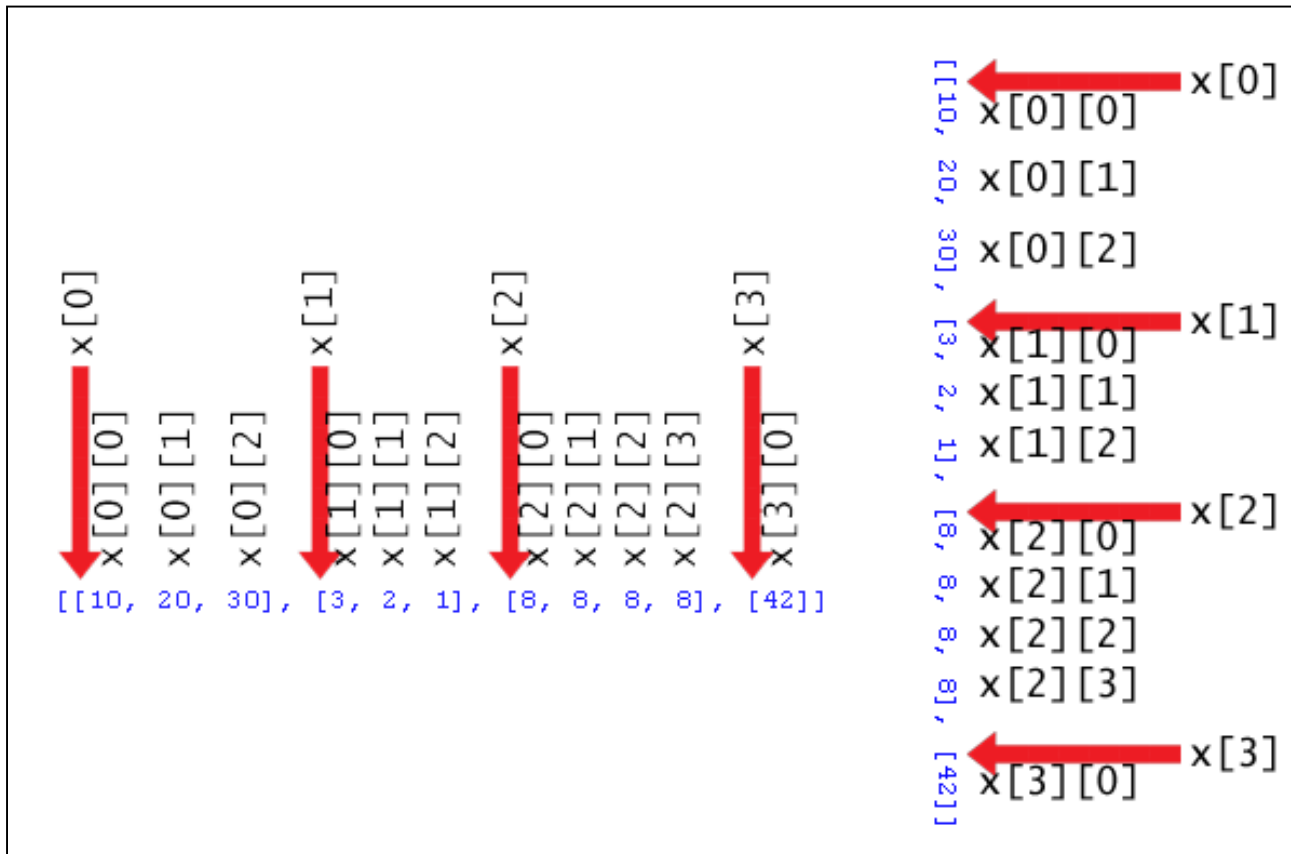 x[0]
x[1]
x[2]
x[3]
x[0][0]
x[0][1]
x[0][2]
x[1][0]
x[1][1]
x[1][2]
x[2][0]
x[2][1]
x[2][2]
x[2][3]
x[3][0]
[[10, 20, 30], [3, 2, 1], [8, 8, 8, 8], [42]]
[[10, 20, 30], [3, 2, 1], [8, 8, 8, 8], [42]]
x[0]
x[0][0]
x[0][1]
x[0][2]
x[1]
x[1][0]
x[1][1]
x[1][2]
x[2]
x[2][0]
x[2][1]
x[2][2]
x[2][3]
x[3]
x[3][0]